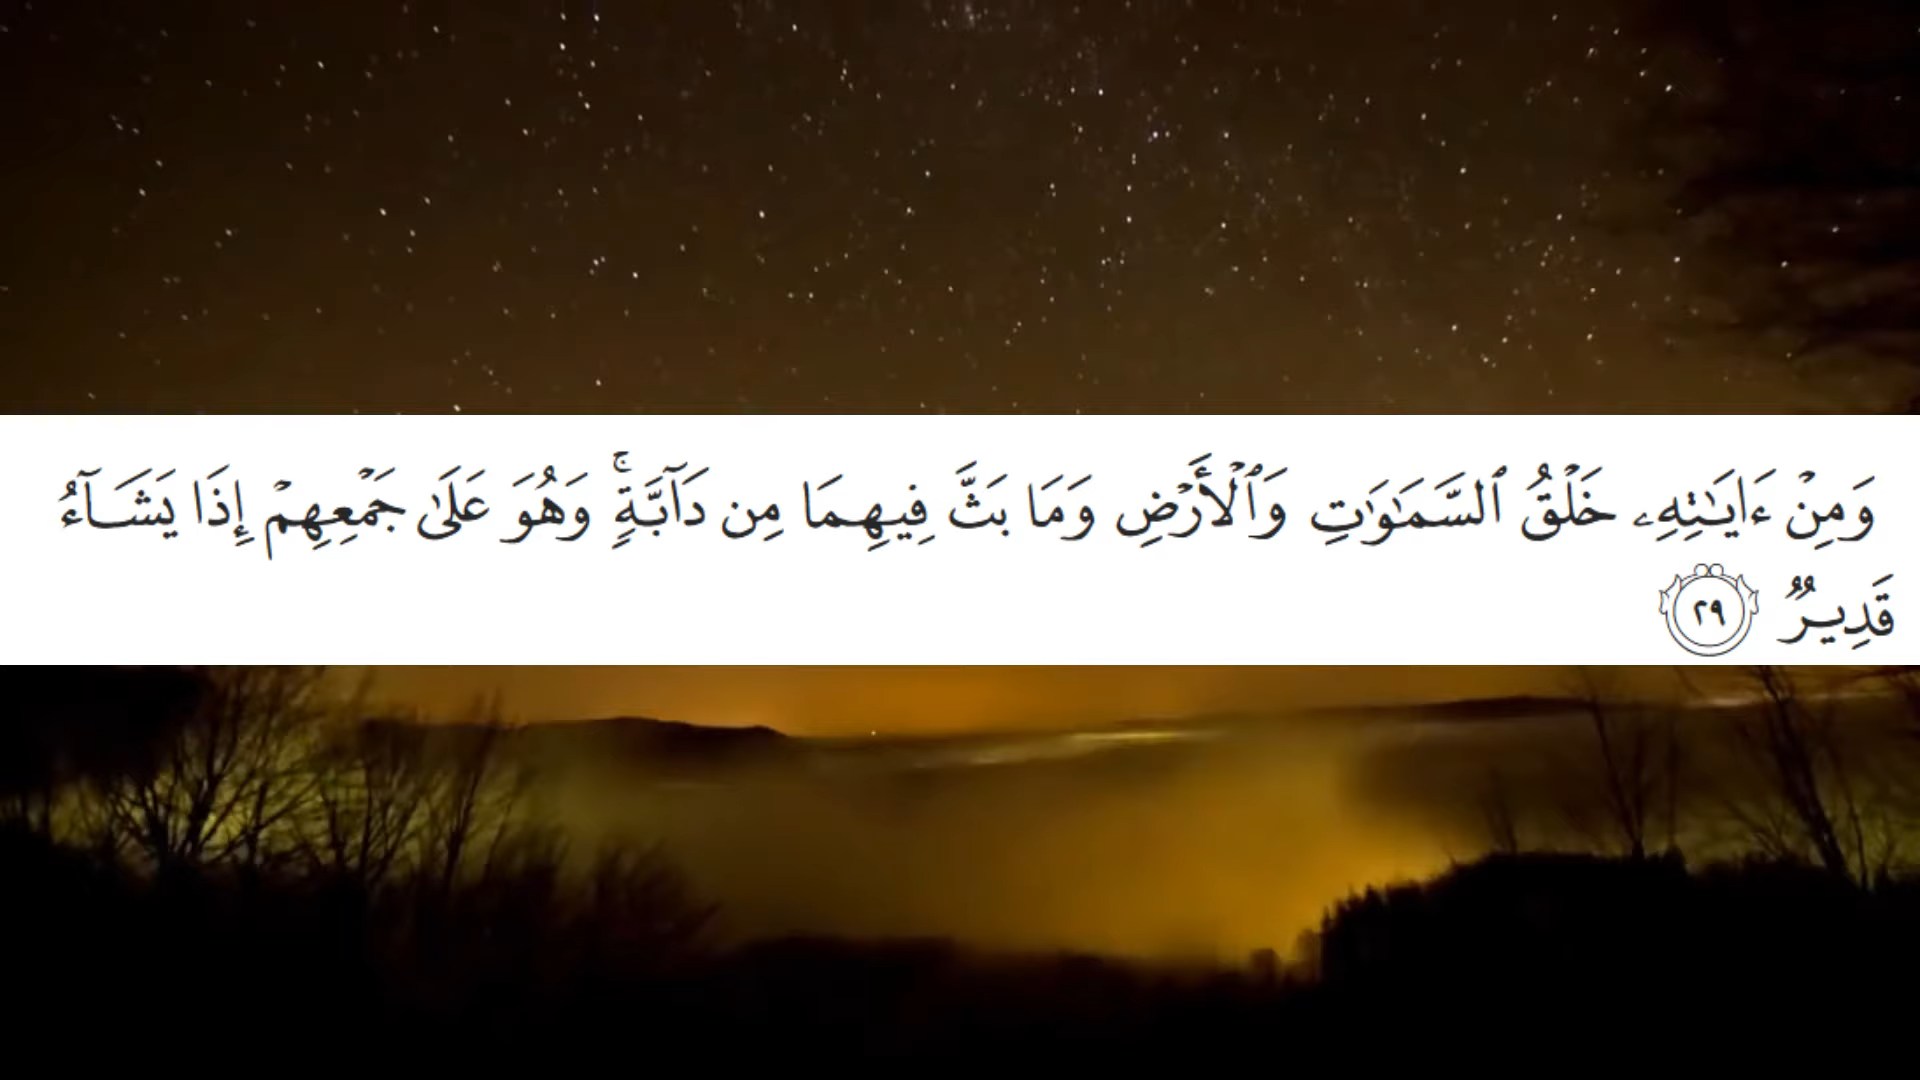 وَمِنْ ءَايَـٰتِهِۦ خَلْقُ ٱلسَّمَـٰوَٰتِ وَٱلْأَرْضِ وَمَا بَثَّ فِيهِمَا مِن دَآبَّةٍۢ ۚ وَهُوَ عَلَىٰ جَمْعِهِمْ إِذَا يَشَآءُ
قَدِيرٌۭ ٢٩